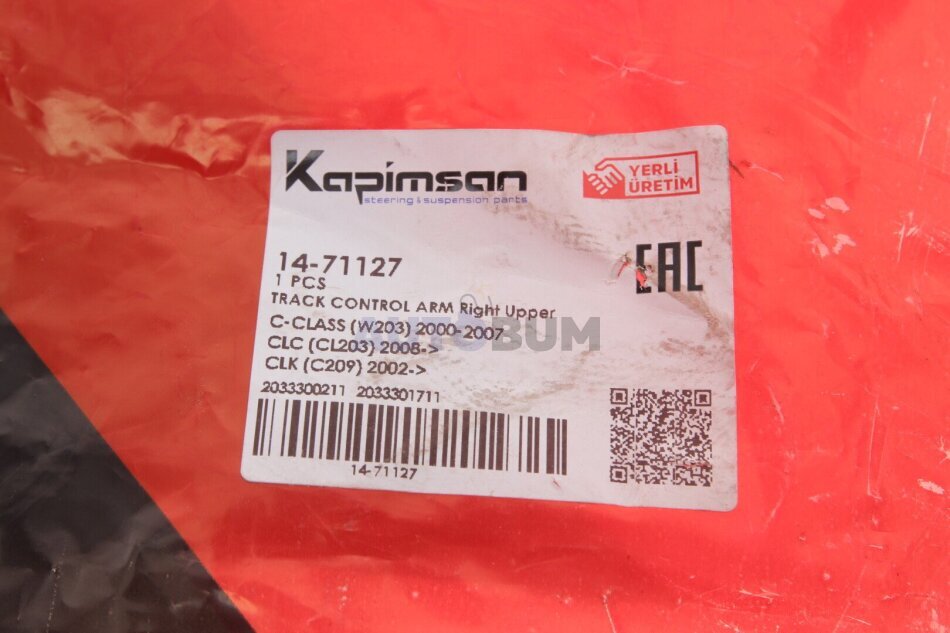 Kapimsan
steering & suspension parts
YERLİ
ÜRETİM
EAC
14-71127
1 PCS
TRACK CONTROL ARM Right Upper
C-CLASS (W203) 2000-2007
CLC (CL203) 2008->
CLK (C209) 2002->
2033300211 2033301711
14-71127
AUTOBUM